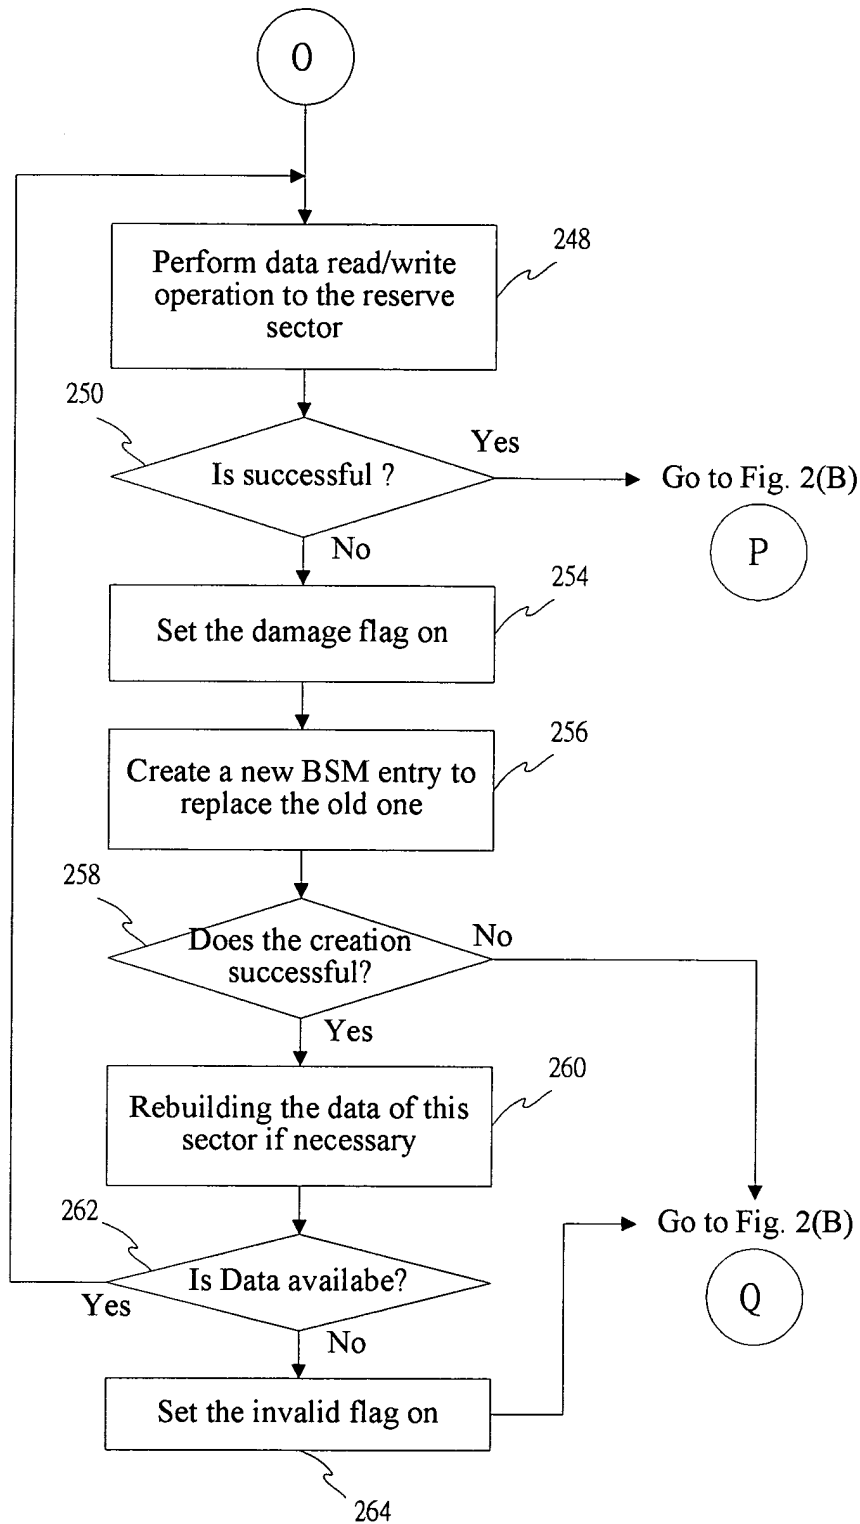 O
248
Perform data read/write
operation to the reserve
sector
250
Yes
Is successful ?
Go to Fig. 2(B)
P
No
254
Set the damage flag on
256
Create a new BSM entry to
replace the old one
258
No
Does the creation
successful?
Yes
260
Rebuilding the data of this
sector if necessary
262
Go to Fig. 2(B)
Q
Is Data availabe?
Yes
No
Set the invalid flag on
264